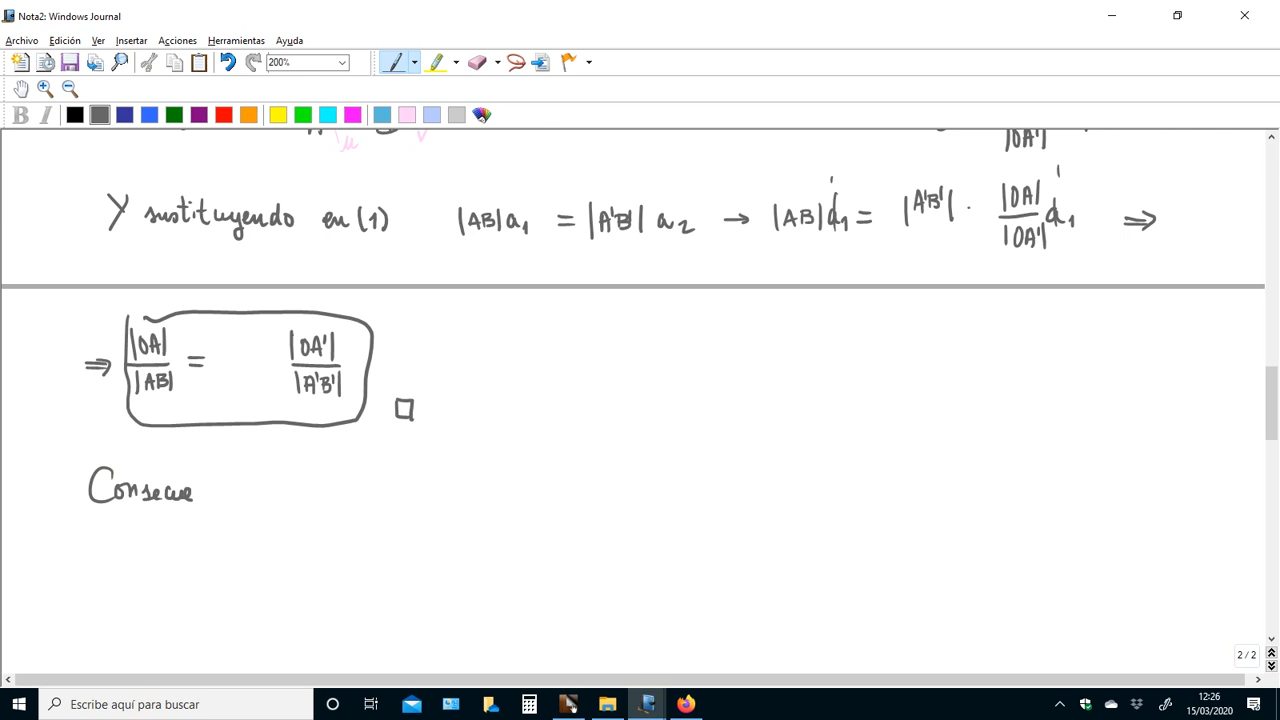 Nota2: Windows Journal
Archivo Edición Ver Insertar Acciones Herramientas Ayuda
200%
B I
u v |OA'|
Y sustituyendo en (1) |AB|a1 = |A'B'| a2 → |AB|a1 = |A'B'| · |OA|/|OA'| a1 ⇒
⇒ |OA|/|AB| = |OA'|/|A'B'| □
Consecue
2 / 2
Escribe aquí para buscar
12:26
15/03/2020